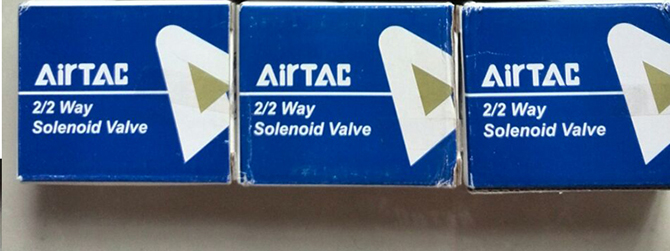 AirTAC
2/2 Way
Solenoid Valve
AirTAC
2/2 Way
Solenoid Valve
AirTAC
2/2 Way
Solenoid Valve